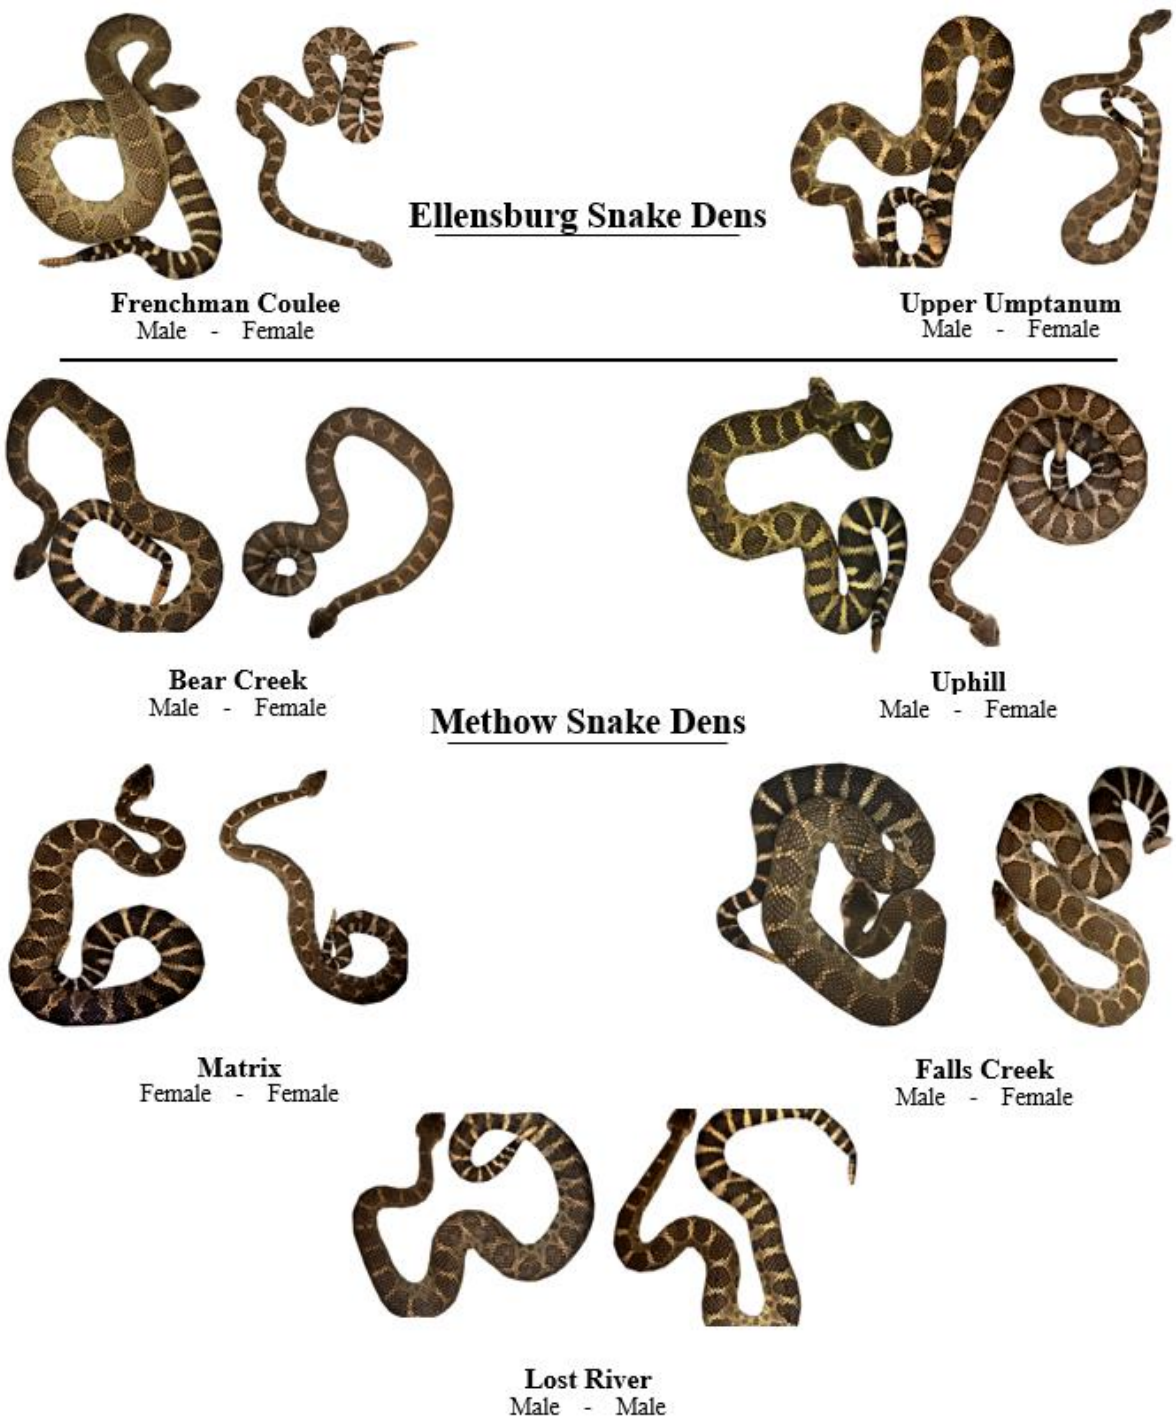 Ellensburg Snake Dens
Frenchman Coulee
Male - Female
Upper Umptanum
Male - Female
Bear Creek
Male - Female
Uphill
Male - Female
Methow Snake Dens
Matrix
Female - Female
Falls Creek
Male - Female
Lost River
Male - Male